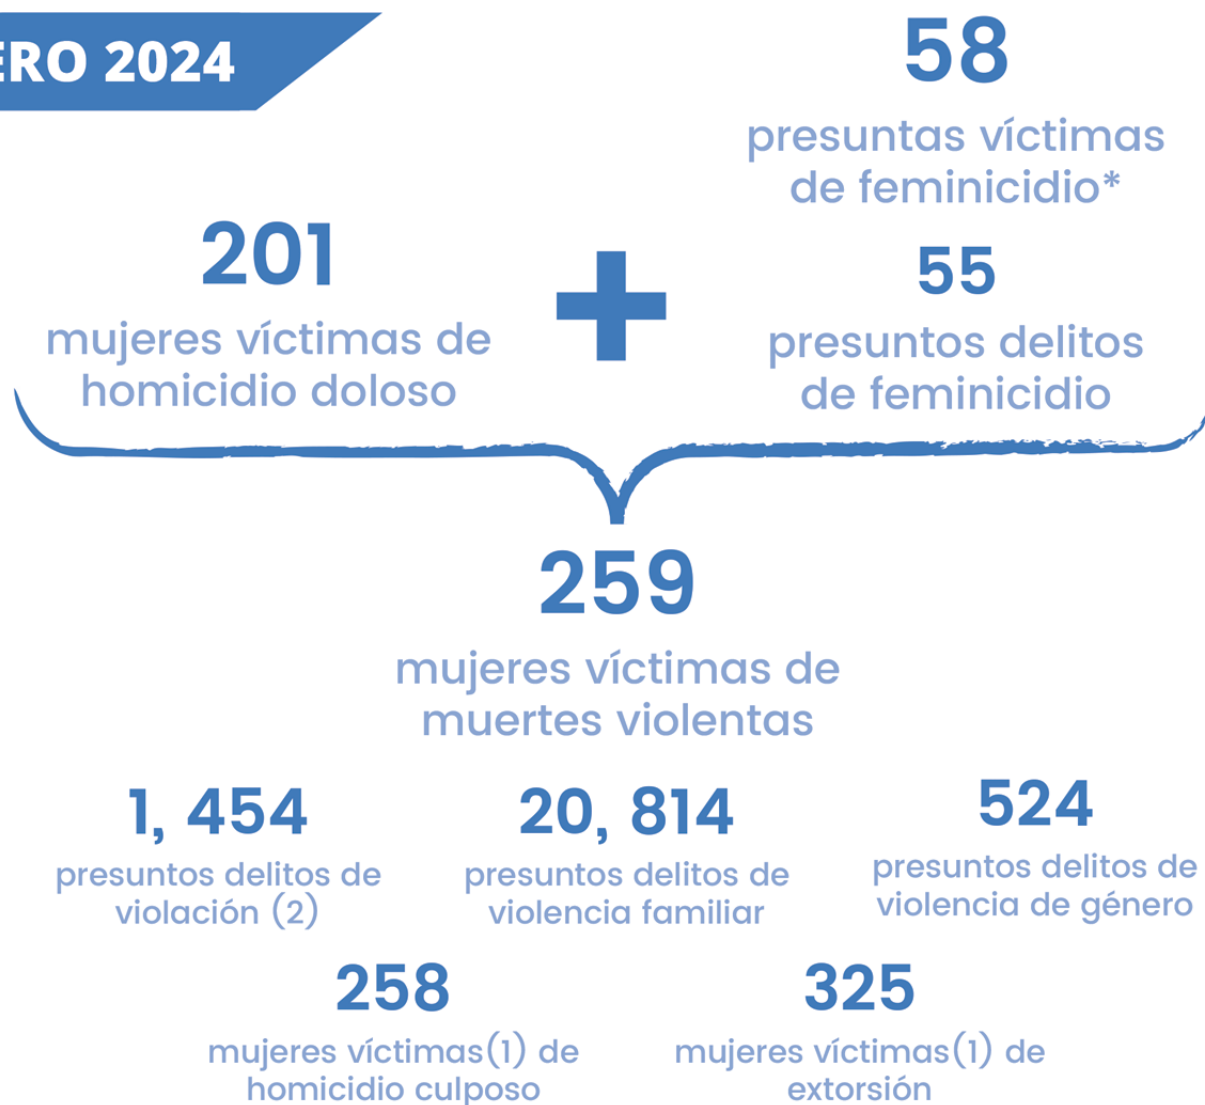 ERO 2024
58
presuntas víctimas
de feminicidio*
201
mujeres víctimas de
homicidio doloso
+
55
presuntos delitos
de feminicidio
259
mujeres víctimas de
muertes violentas
1, 454
presuntos delitos de
violación (2)
20, 814
presuntos delitos de
violencia familiar
524
presuntos delitos de
violencia de género
258
mujeres víctimas(1) de
homicidio culposo
325
mujeres víctimas(1) de
extorsión